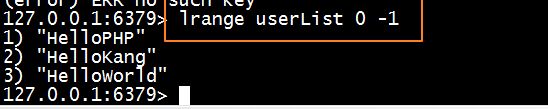 (error) ERR no such key
127.0.0.1:6379> lrange userList 0 -1
1) "HelloPHP"
2) "HelloKang"
3) "HelloWorld"
127.0.0.1:6379>